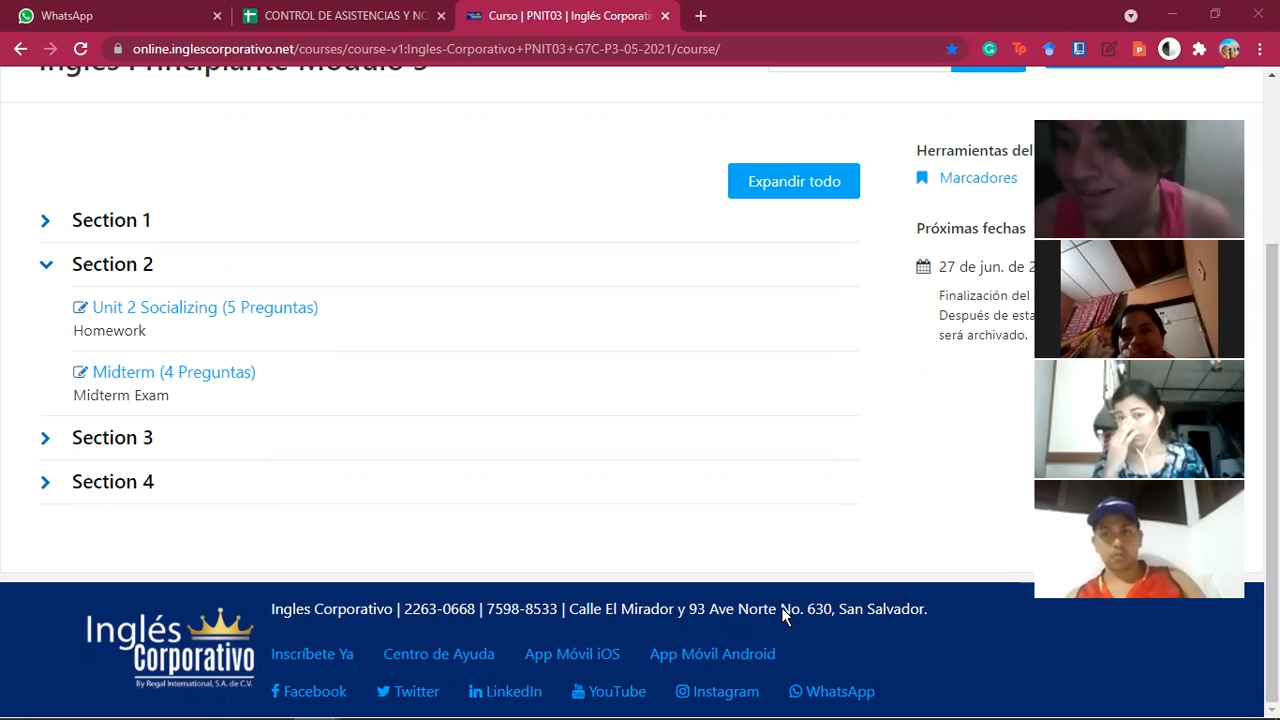 WhatsApp
CONTROL DE ASISTENCIAS Y NO
Curso | PNIT03 | Inglés Corporati
online.inglescorporativo.net/courses/course-v1:Ingles-Corporativo+PNIT03+G7C-P3-05-2021/course/
Inglés Principiante Módulo 3
Expandir todo
Section 1
Section 2
Unit 2 Socializing (5 Preguntas)
Homework
Midterm (4 Preguntas)
Midterm Exam
Section 3
Section 4
Herramientas del
Marcadores
Próximas fechas
27 de jun. de 2
Finalización del
Después de esta
será archivado.
Inglés
Corporativo
By Regal International, S.A. de C.V.
Ingles Corporativo | 2263-0668 | 7598-8533 | Calle El Mirador y 93 Ave Norte No. 630, San Salvador.
Inscríbete Ya Centro de Ayuda App Móvil iOS App Móvil Android
Facebook Twitter LinkedIn YouTube Instagram WhatsApp